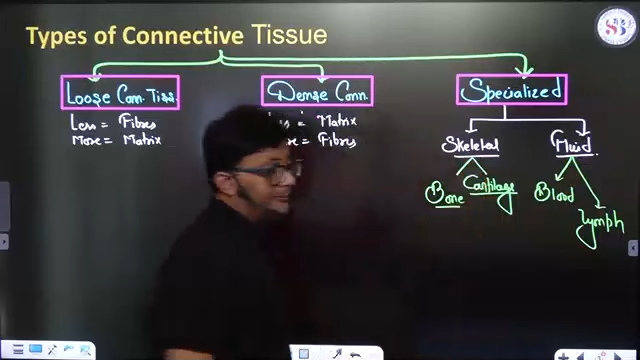 Types of Connective Tissue
Loose Conn. Tiss.
Less = Fibres
More = Matrix
Dense Conn.
= Matrix
= Fibres
Specialized
Skeletal
Fluid
Bone
Cartilage
Blood
Lymph